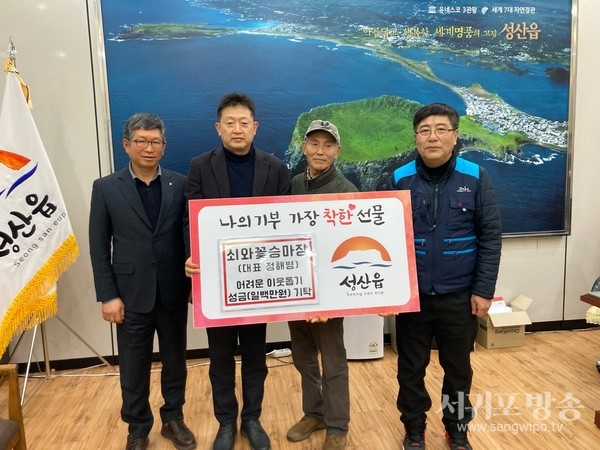 유네스코 3관왕 세계 7대 자연경관
세계명품의 고장 성산읍
성산읍
Seong san eup
나의기부 가장 착한 선물
쇠와꽃승마장
(대표 정해범)
어려운 이웃돕기
성금(일백만원) 기탁
성산읍
Seong san eup
서귀포방송
www.seogwipo.tv